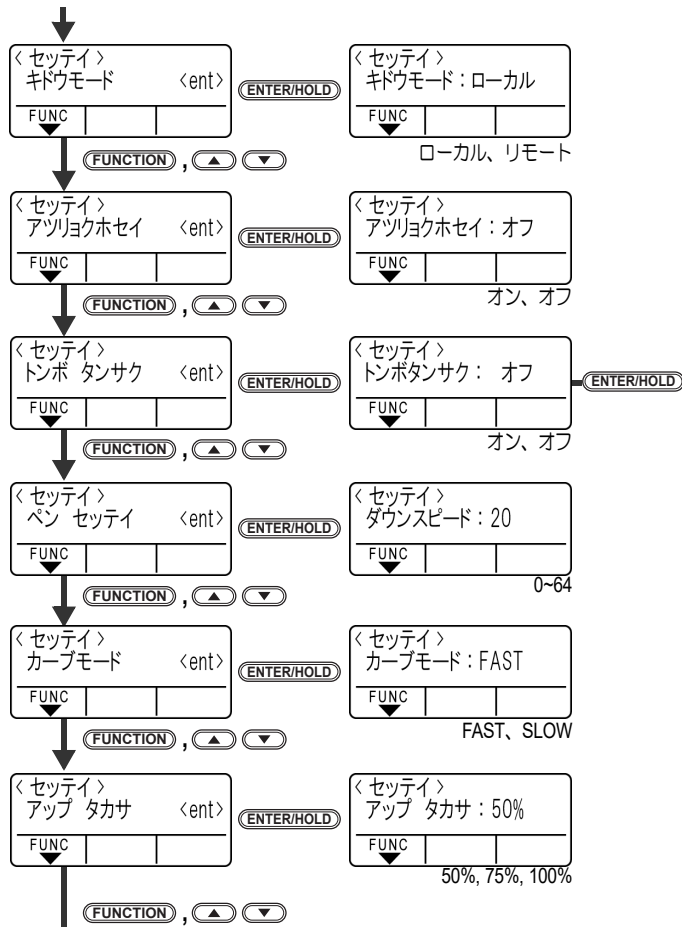 < セッテイ >
キドウモード <ent>
FUNC
ENTER/HOLD
< セッテイ >
キドウモード：ローカル
FUNC
ローカル、リモート
FUNCTION ,
< セッテイ >
アツリョクホセイ <ent>
FUNC
ENTER/HOLD
< セッテイ >
アツリョクホセイ：オフ
FUNC
オン、オフ
FUNCTION ,
< セッテイ >
トンボ タンサク <ent>
FUNC
ENTER/HOLD
< セッテイ >
トンボタンサク： オフ
FUNC
ENTER/HOLD
オン、オフ
FUNCTION ,
< セッテイ >
ペン セッテイ <ent>
FUNC
ENTER/HOLD
< セッテイ >
ダウンスピード：20
FUNC
0~64
FUNCTION ,
< セッテイ >
カーブモード <ent>
FUNC
ENTER/HOLD
< セッテイ >
カーブモード：FAST
FUNC
FAST、SLOW
FUNCTION ,
< セッテイ >
アップ タカサ <ent>
FUNC
ENTER/HOLD
< セッテイ >
アップ タカサ：50%
FUNC
50%, 75%, 100%
FUNCTION ,